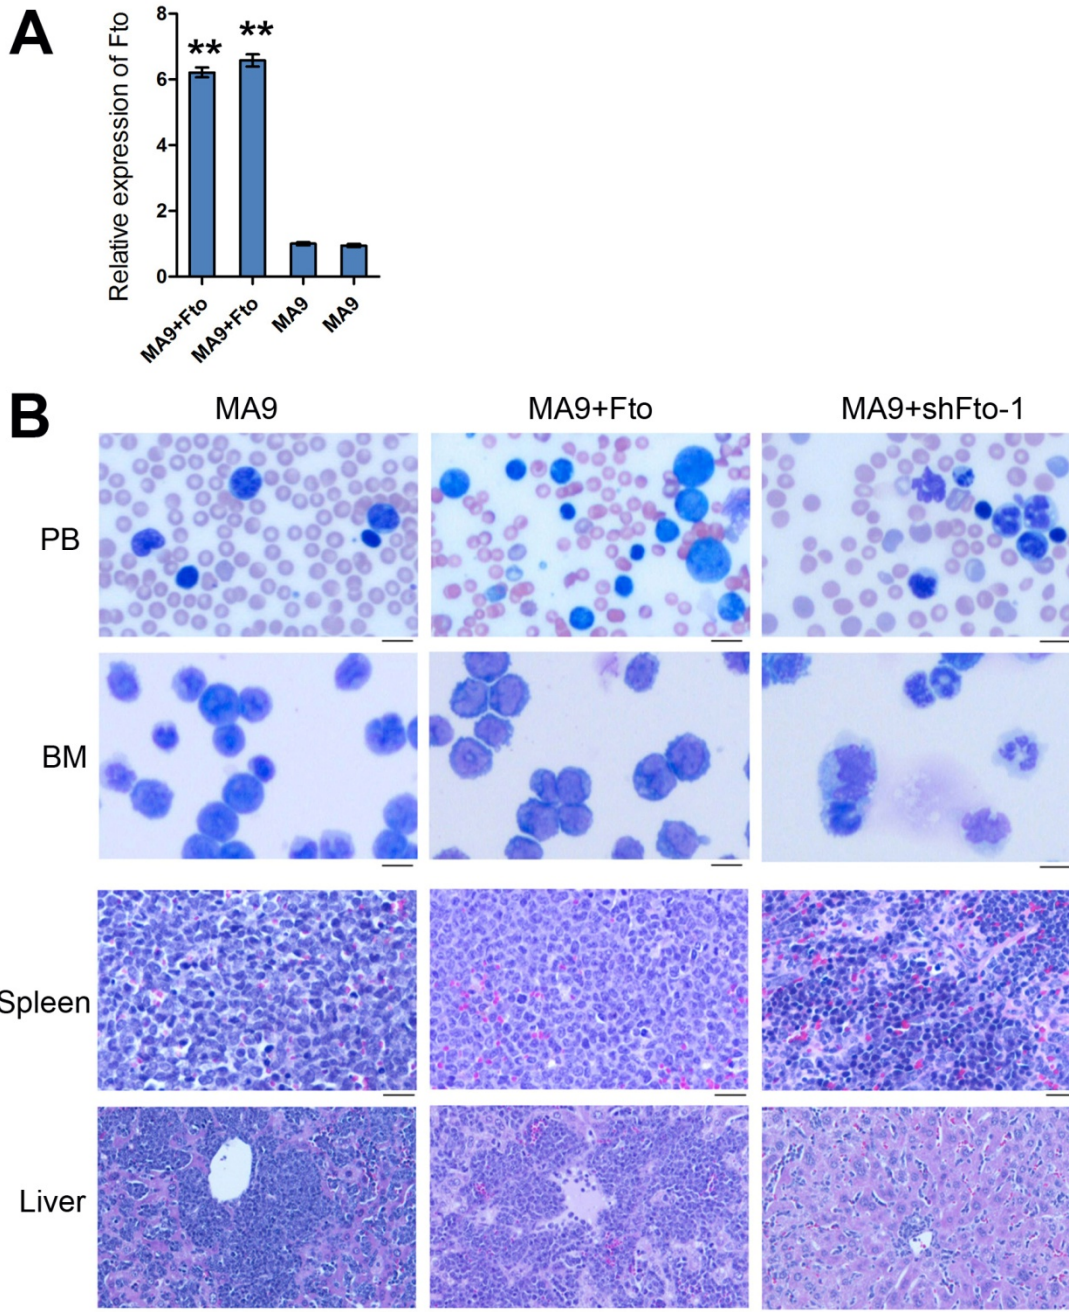 A
Relative expression of Fto
8
6
4
2
0
**
**
MA9+Fto
MA9+Fto
MA9
MA9
B
MA9 MA9+Fto MA9+shFto-1
PB
BM
Spleen
Liver